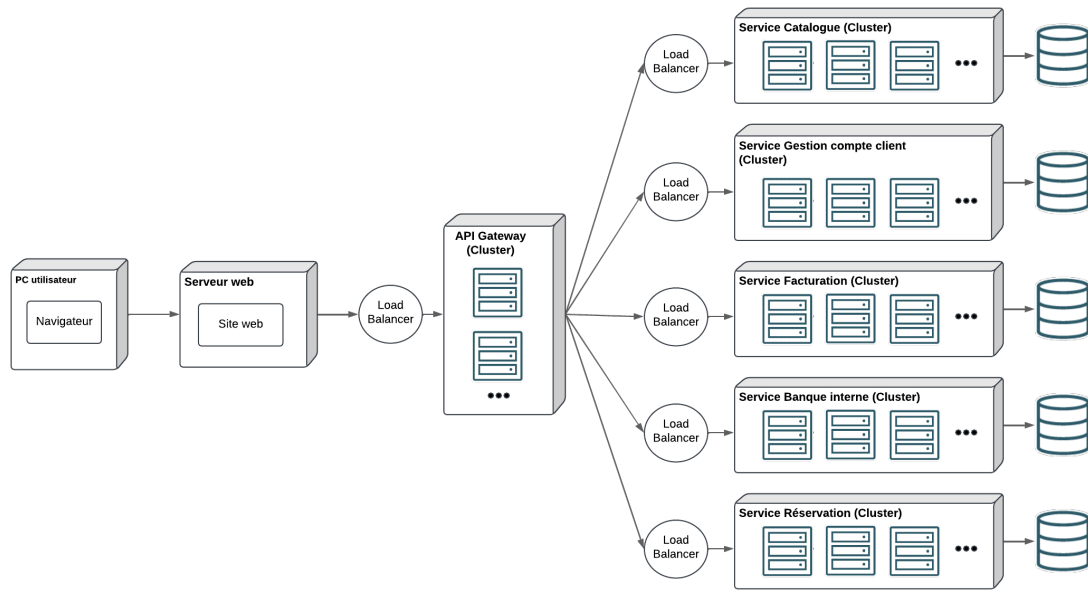 PC utilisateur
Navigateur
Serveur web
Site web
Load
Balancer
API Gateway
(Cluster)
Load
Balancer
Service Catalogue (Cluster)
Load
Balancer
Service Gestion compte client
(Cluster)
Load
Balancer
Service Facturation (Cluster)
Load
Balancer
Service Banque interne (Cluster)
Load
Balancer
Service Réservation (Cluster)